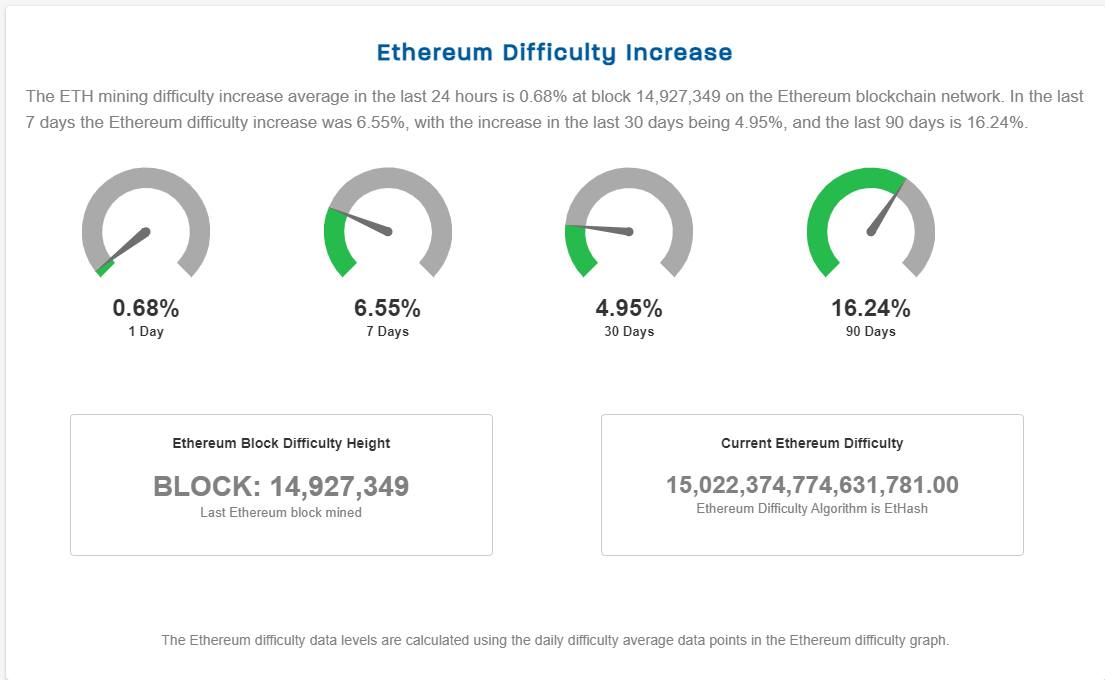 Ethereum Difficulty Increase
The ETH mining difficulty increase average in the last 24 hours is 0.68% at block 14,927,349 on the Ethereum blockchain network. In the last
7 days the Ethereum difficulty increase was 6.55%, with the increase in the last 30 days being 4.95%, and the last 90 days is 16.24%.
0.68%
1 Day
6.55%
7 Days
4.95%
30 Days
16.24%
90 Days
Ethereum Block Difficulty Height
BLOCK: 14,927,349
Last Ethereum block mined
Current Ethereum Difficulty
15,022,374,774,631,781.00
Ethereum Difficulty Algorithm is EtHash
The Ethereum difficulty data levels are calculated using the daily difficulty average data points in the Ethereum difficulty graph.